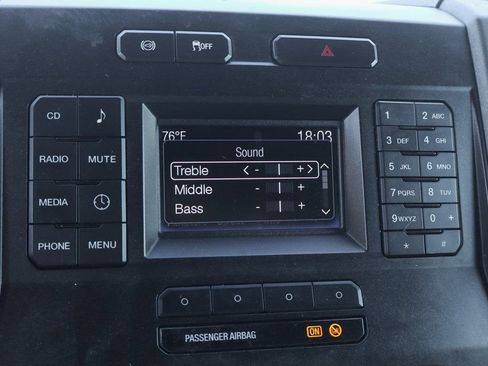 OFF
CD
76°F 18:03
1 2 ABC
Sound
3 DEF 4 GHI
RADIO MUTE
Treble < - | + >
5 JKL 6 MNO
Middle - | +
MEDIA
7 PQRS 8 TUV
Bass - | +
9 WXYZ 0 +
PHONE MENU
* #
PASSENGER AIRBAG ON